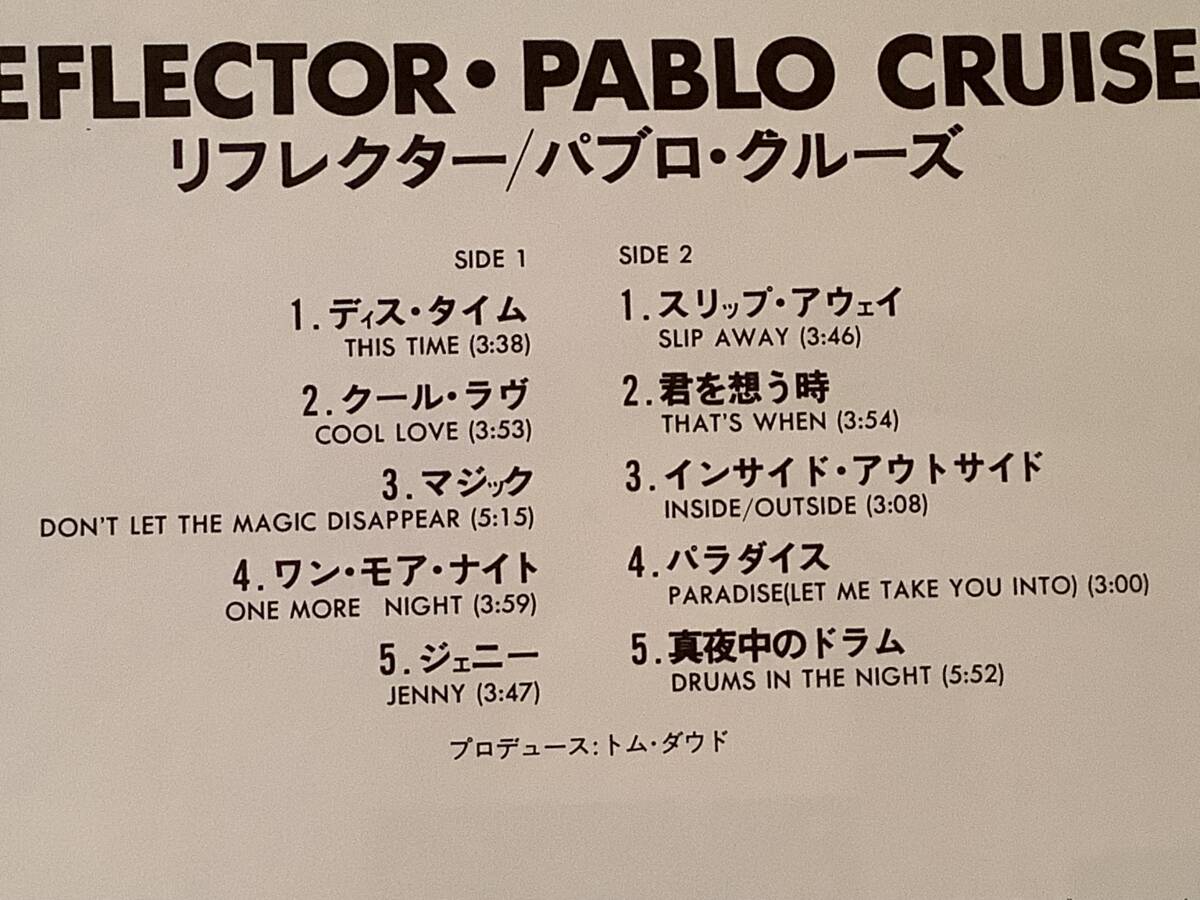 EFLECTOR・PABLO CRUISE
リフレクター/パブロ・クルーズ
SIDE 1
1.ディス・タイム
THIS TIME (3:38)
2.クール・ラヴ
COOL LOVE (3:53)
3.マジック
DON'T LET THE MAGIC DISAPPEAR (5:15)
4.ワン・モア・ナイト
ONE MORE NIGHT (3:59)
5.ジェニー
JENNY (3:47)
SIDE 2
1.スリップ・アウェイ
SLIP AWAY (3:46)
2.君を想う時
THAT'S WHEN (3:54)
3.インサイド・アウトサイド
INSIDE/OUTSIDE (3:08)
4.パラダイス
PARADISE(LET ME TAKE YOU INTO) (3:00)
5.真夜中のドラム
DRUMS IN THE NIGHT (5:52)
プロデュース:トム・ダウド